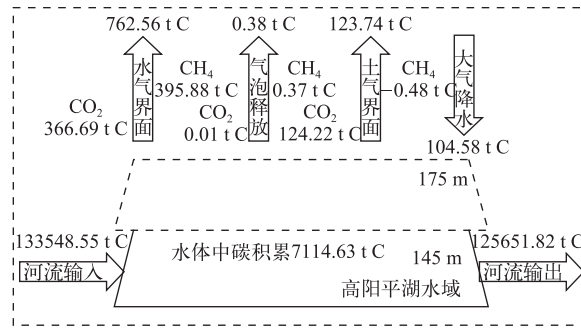 762.56 t C
0.38 t C
123.74 t C
水气界面
CH₄
395.88 t C
CO₂
366.69 t C
气泡释放
CH₄
0.37 t C
CO₂
0.01 t C
土气界面
CH₄
−0.48 t C
CO₂
124.22 t C
大气降水
104.58 t C
175 m
133548.55 t C
河流输入
水体中碳积累7114.63 t C
145 m
高阳平湖水域
125651.82 t C
河流输出